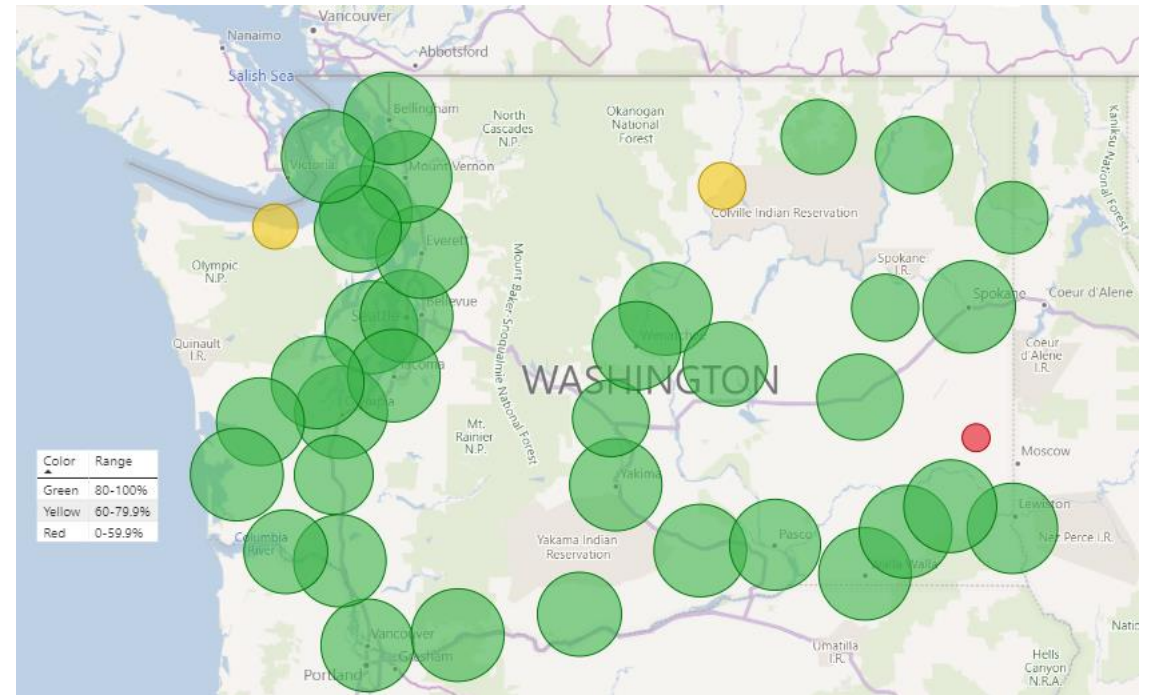 Vancouver
Nanaimo
Abbotsford
Salish Sea
Bellingham
North
Cascades
N.P.
Okanogan
National
Forest
Kaniksu National Forest
Victoria
Mount Vernon
Colville Indian Reservation
Everett
Olympic
N.P.
Mount Baker Snoqualmie National Forest
Spokane
I.R.
Spokane
Coeur d'Alene
Bellevue
Seattle
Quinault
I.R.
Coeur
d'Alene
I.R.
Tacoma
WASHINGTON
Mt.
Rainier
N.P.
Moscow
Color Range
Green 80-100%
Yellow 60-79.9%
Red 0-59.9%
Yakima
Lewiston
Columbia
River
Yakama Indian
Reservation
Pasco
Nez Perce I.R.
Walla Walla
Vancouver
Gresham
Portland
Umatilla
I.R.
Hells
Canyon
N.R.A.